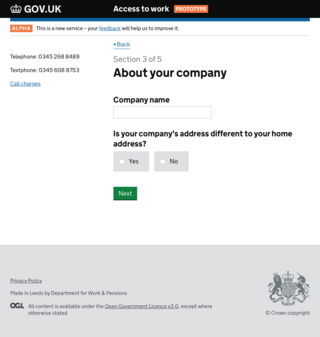 GOV.UK
Access to work PROTOTYPE
ALPHA This is a new service – your feedback will help us to improve it.
Back
Telephone: 0345 268 8489
Textphone: 0345 608 8753
Call charges
Section 3 of 5
About your company
Company name
Is your company's address different to your home
address?
Yes No
Next
Privacy Policy
Made in Leeds by Department for Work & Pensions
OGL All content is available under the Open Government Licence v3.0, except where
otherwise stated
© Crown copyright